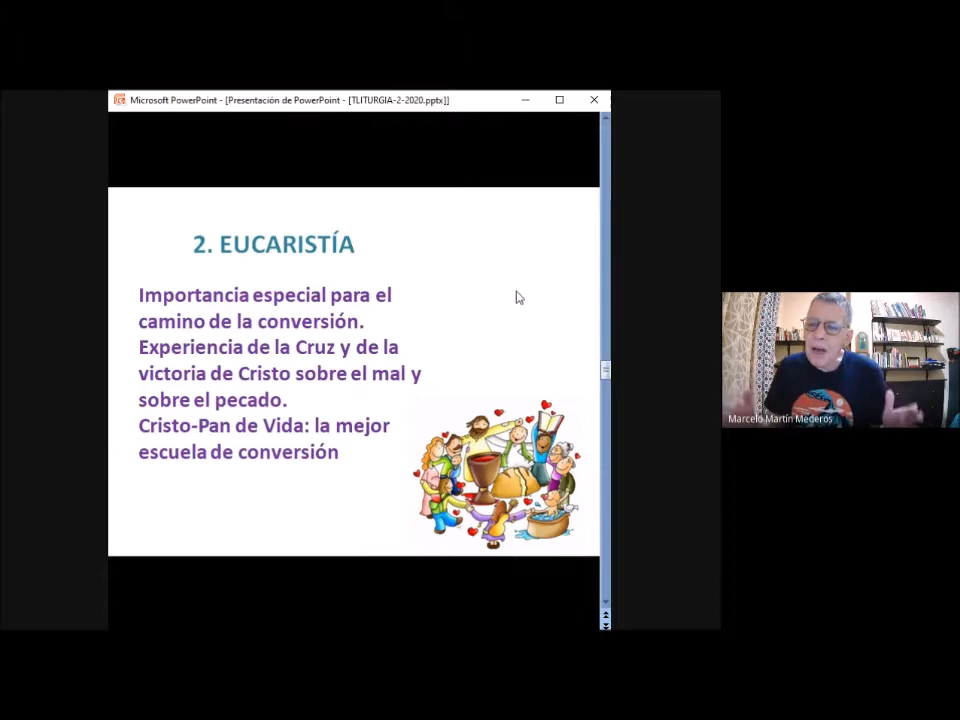 Microsoft PowerPoint - [Presentación de PowerPoint - [TLITURGIA-2-2020.pptx]]
2. EUCARISTÍA
Importancia especial para el
camino de la conversión.
Experiencia de la Cruz y de la
victoria de Cristo sobre el mal y
sobre el pecado.
Cristo-Pan de Vida: la mejor
escuela de conversión
Marcelo Martín Mederos